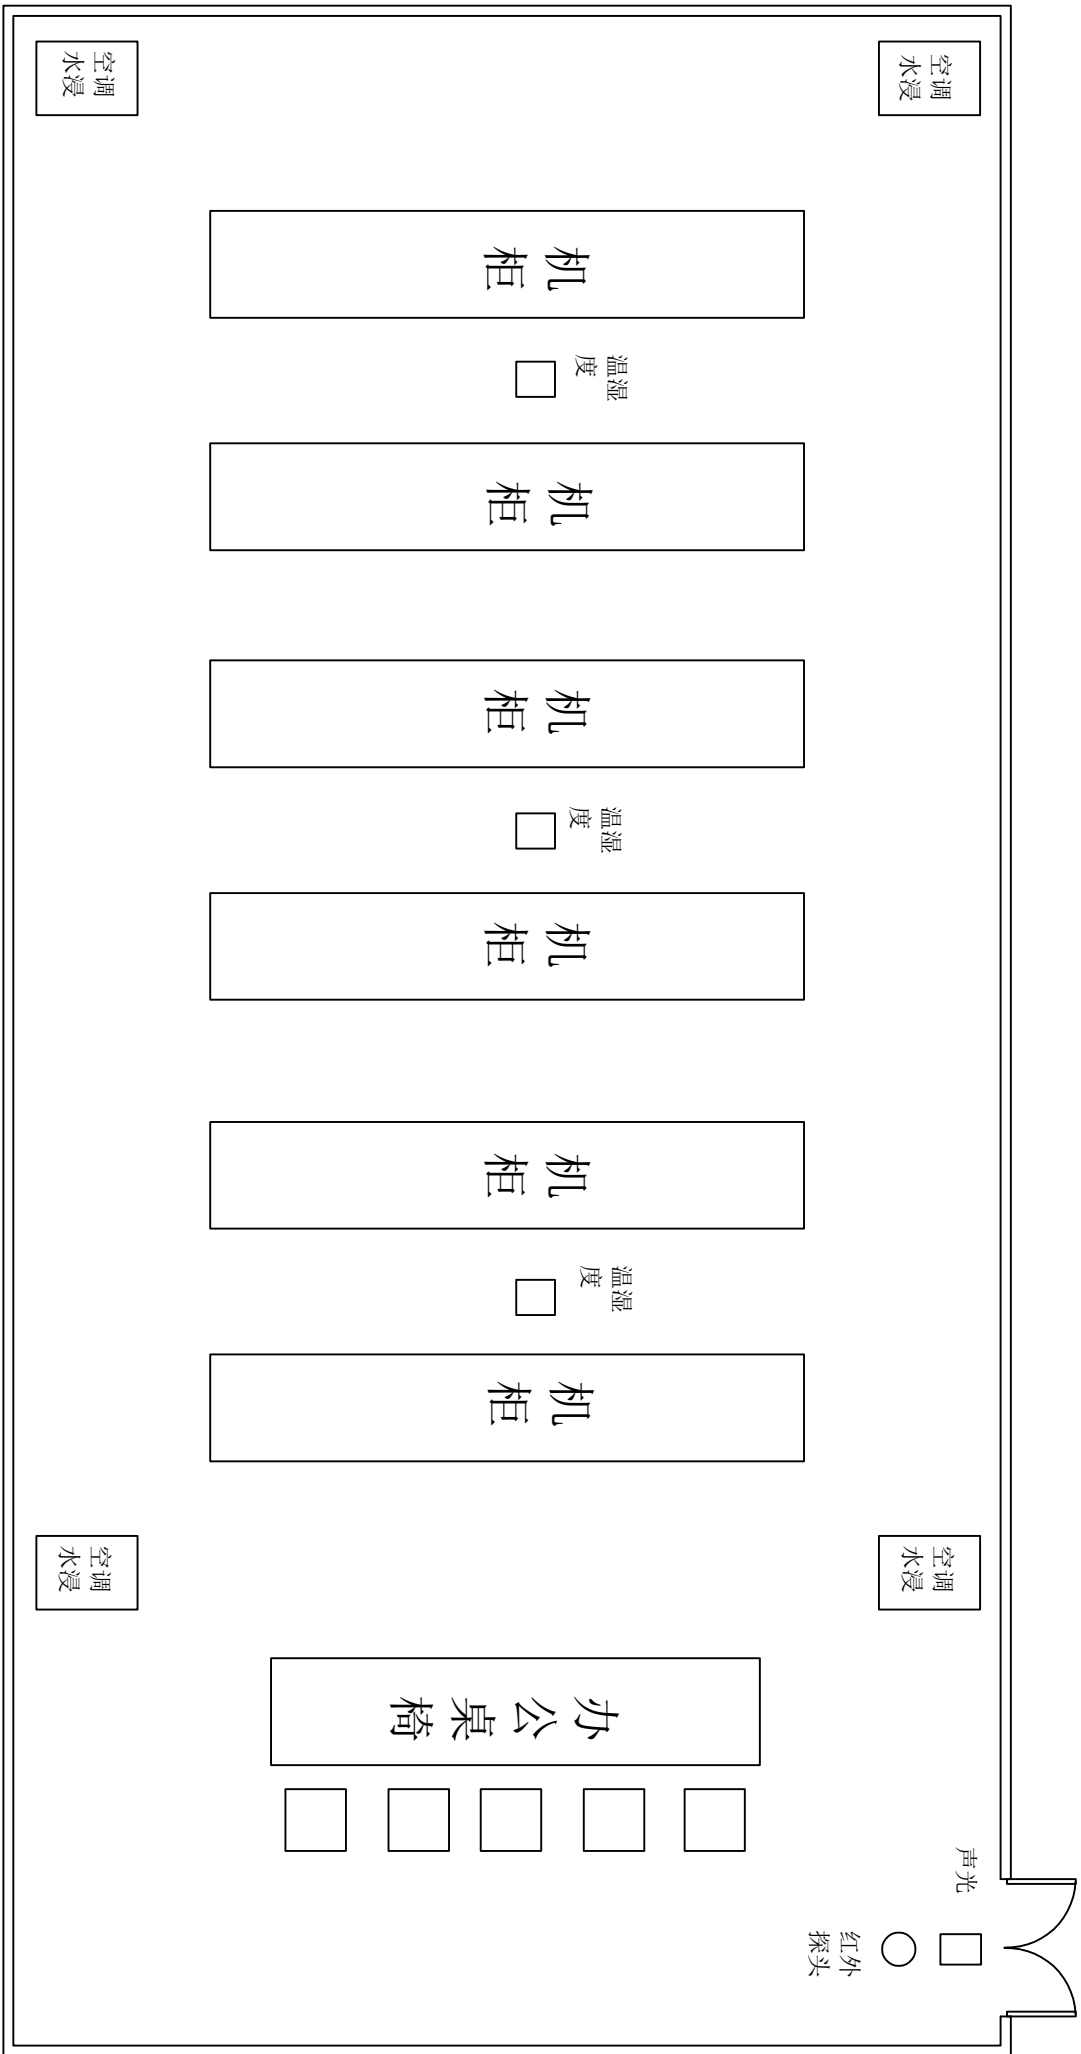 空调
水浸
空调
水浸
机
柜
温湿
度
机
柜
机
柜
温湿
度
机
柜
机
柜
温湿
度
机
柜
空调
水浸
空调
水浸
办
公
桌
椅
声光
红外
探头